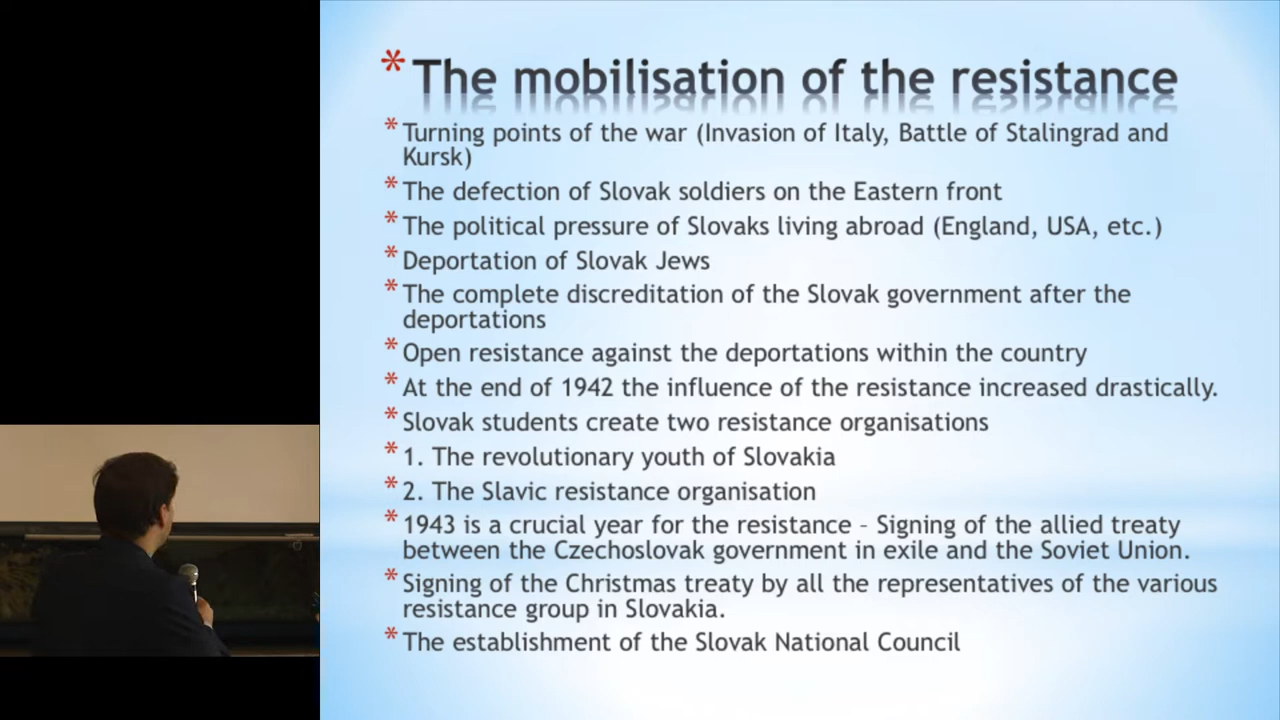 * The mobilisation of the resistance
* Turning points of the war (Invasion of Italy, Battle of Stalingrad and
Kursk)
* The defection of Slovak soldiers on the Eastern front
* The political pressure of Slovaks living abroad (England, USA, etc.)
* Deportation of Slovak Jews
* The complete discreditation of the Slovak government after the
deportations
* Open resistance against the deportations within the country
* At the end of 1942 the influence of the resistance increased drastically.
* Slovak students create two resistance organisations
* 1. The revolutionary youth of Slovakia
* 2. The Slavic resistance organisation
* 1943 is a crucial year for the resistance – Signing of the allied treaty
between the Czechoslovak government in exile and the Soviet Union.
* Signing of the Christmas treaty by all the representatives of the various
resistance group in Slovakia.
* The establishment of the Slovak National Council